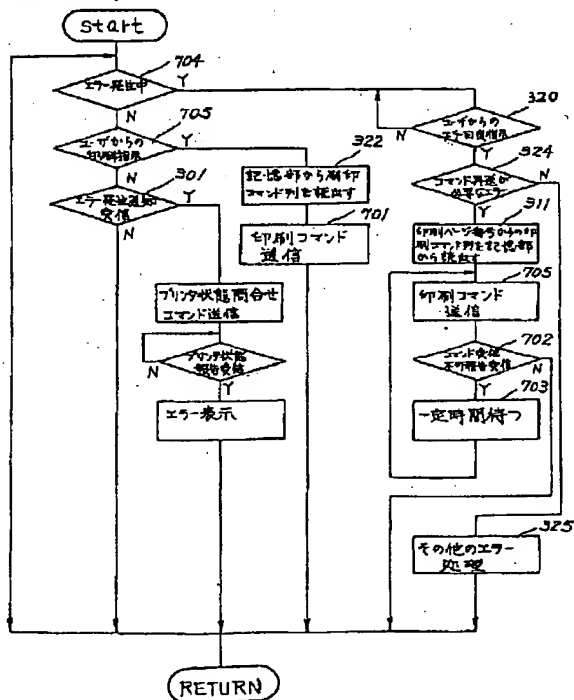 start
エラー発生中
704
Y
N
ユーザからの
印刷指示
705
Y
N
エラー発生通知
受信
301
Y
N
プリンタ状態問合せ
コマンド送信
プリンタ状態
報告受信
N
Y
エラー表示
322
記憶部から刷印
コマンド列を読出す
701
印刷コマンド
送信
320
ユーザからの
指示
N
Y
324
コマンド再送が
必要なエラー
N
Y
311
印刷ページ番号からの印
刷コマンド列を記憶部
から読出す
705
印刷コマンド
送信
702
コマンド受信
不可報告受信
N
Y
703
一定時間待つ
325
その他のエラー
処理
RETURN